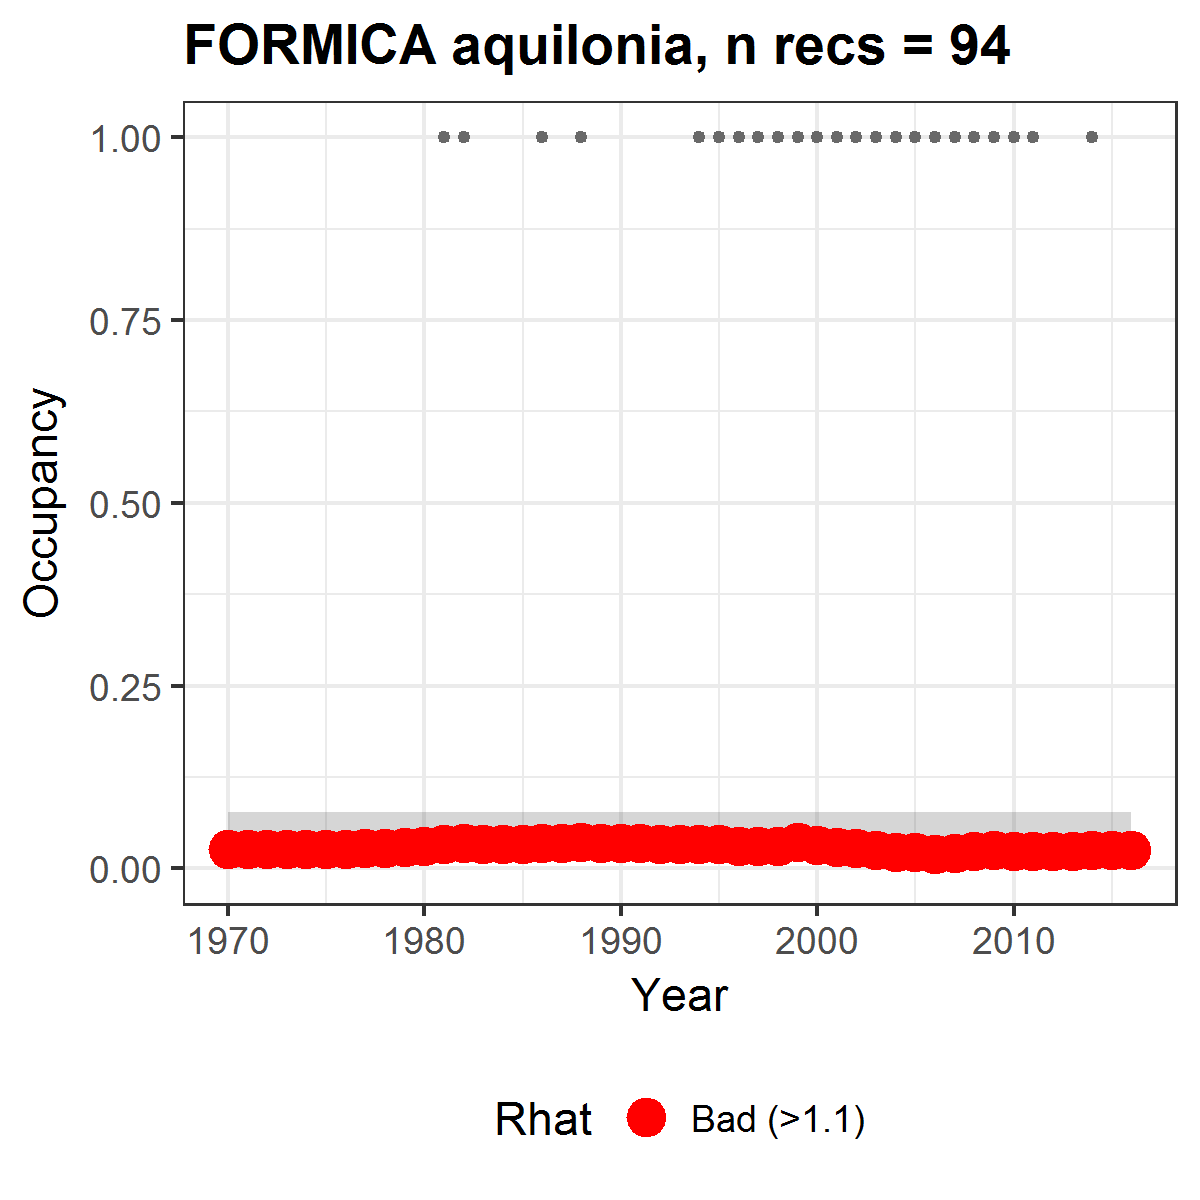 FORMICA aquilonia, n recs = 94
1.00
0.75
0.50
0.25
0.00
Occupancy
1970 1980 1990 2000 2010
Year
Rhat Bad (>1.1)